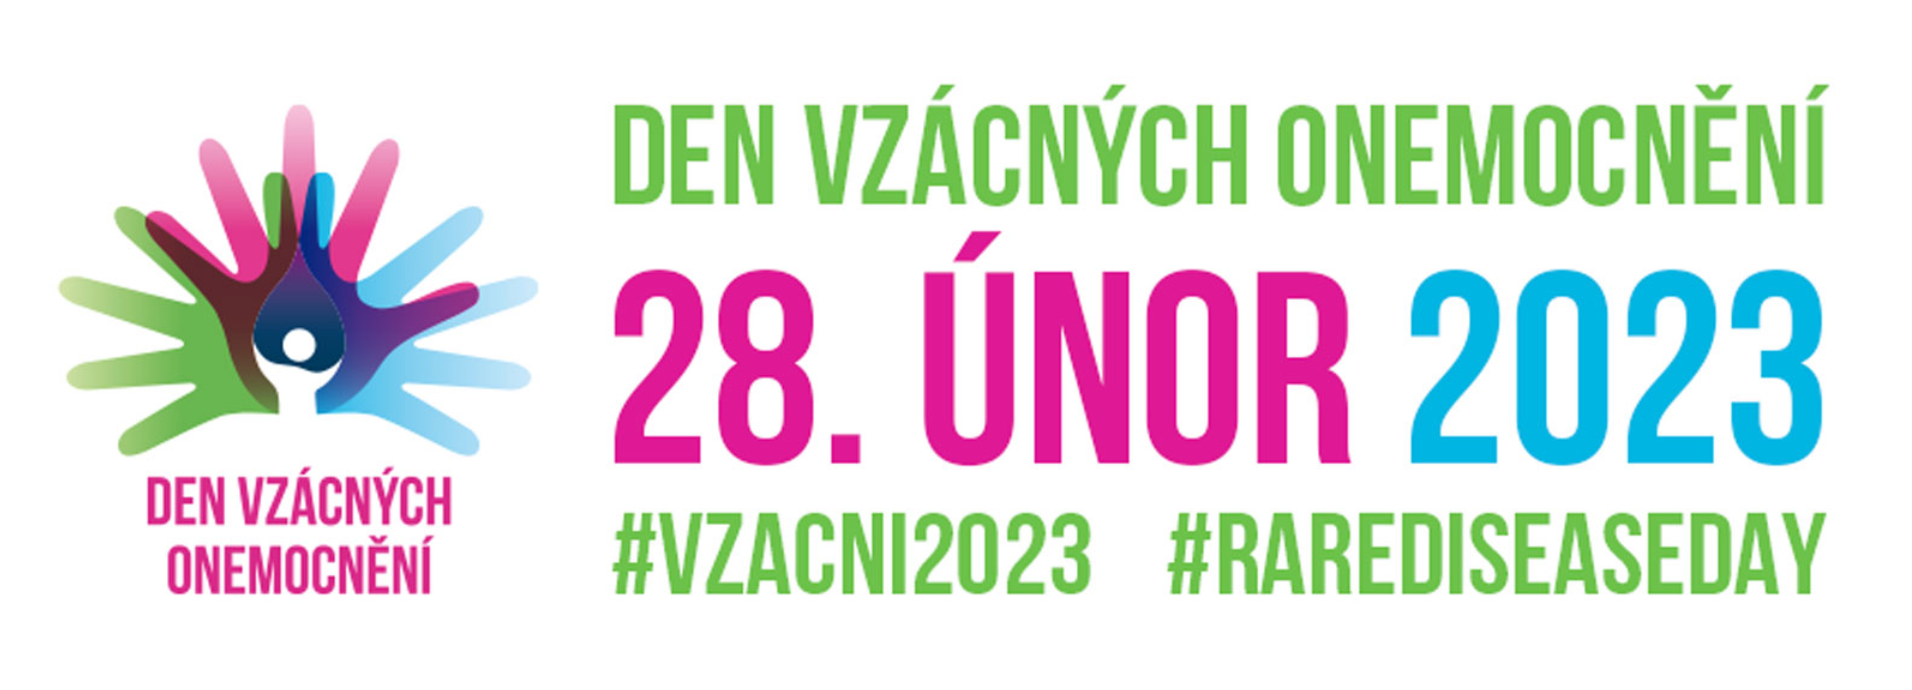 DEN VZÁCNÝCH
ONEMOCNĚNÍ
DEN VZÁCNÝCH ONEMOCNĚNÍ
28. ÚNOR 2023
#VZACNI2023 #RAREDISEASEDAY